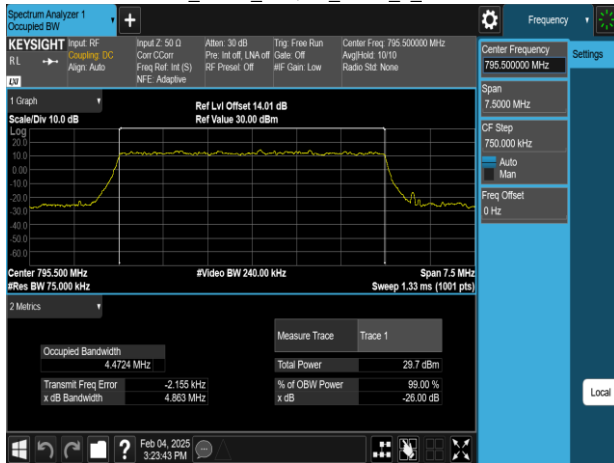 Spectrum Analyzer 1
Occupied BW
Frequency
KEYSIGHT
Input: RF
Coupling: DC
Align: Auto
Input Z: 50 Ω
Corr CCorr
Freq Ref: Int (S)
NFE: Adaptive
Atten: 30 dB
Pre: Int off, LNA off
RF Preset: Off
Trig: Free Run
Gate: Off
#IF Gain: Low
Center Freq: 795.500000 MHz
Avg|Hold: 10/10
Radio Std: None
RL
LXI
Center Frequency
795.500000 MHz
Settings
Span
7.5000 MHz
CF Step
750.000 kHz
Auto
Man
Freq Offset
0 Hz
Local
1 Graph
Scale/Div 10.0 dB
Ref Lvl Offset 14.01 dB
Ref Value 30.00 dBm
Log
20.0
10.0
0.00
-10.0
-20.0
-30.0
-40.0
-50.0
-60.0
Center 795.500 MHz
#Video BW 240.00 kHz
Span 7.5 MHz
#Res BW 75.000 kHz
Sweep 1.33 ms (1001 pts)
2 Metrics
Measure Trace
Trace 1
Occupied Bandwidth
4.4724 MHz
Total Power
29.7 dBm
Transmit Freq Error
-2.155 kHz
% of OBW Power
99.00 %
x dB Bandwidth
4.863 MHz
x dB
-26.00 dB
Feb 04, 2025
3:23:43 PM